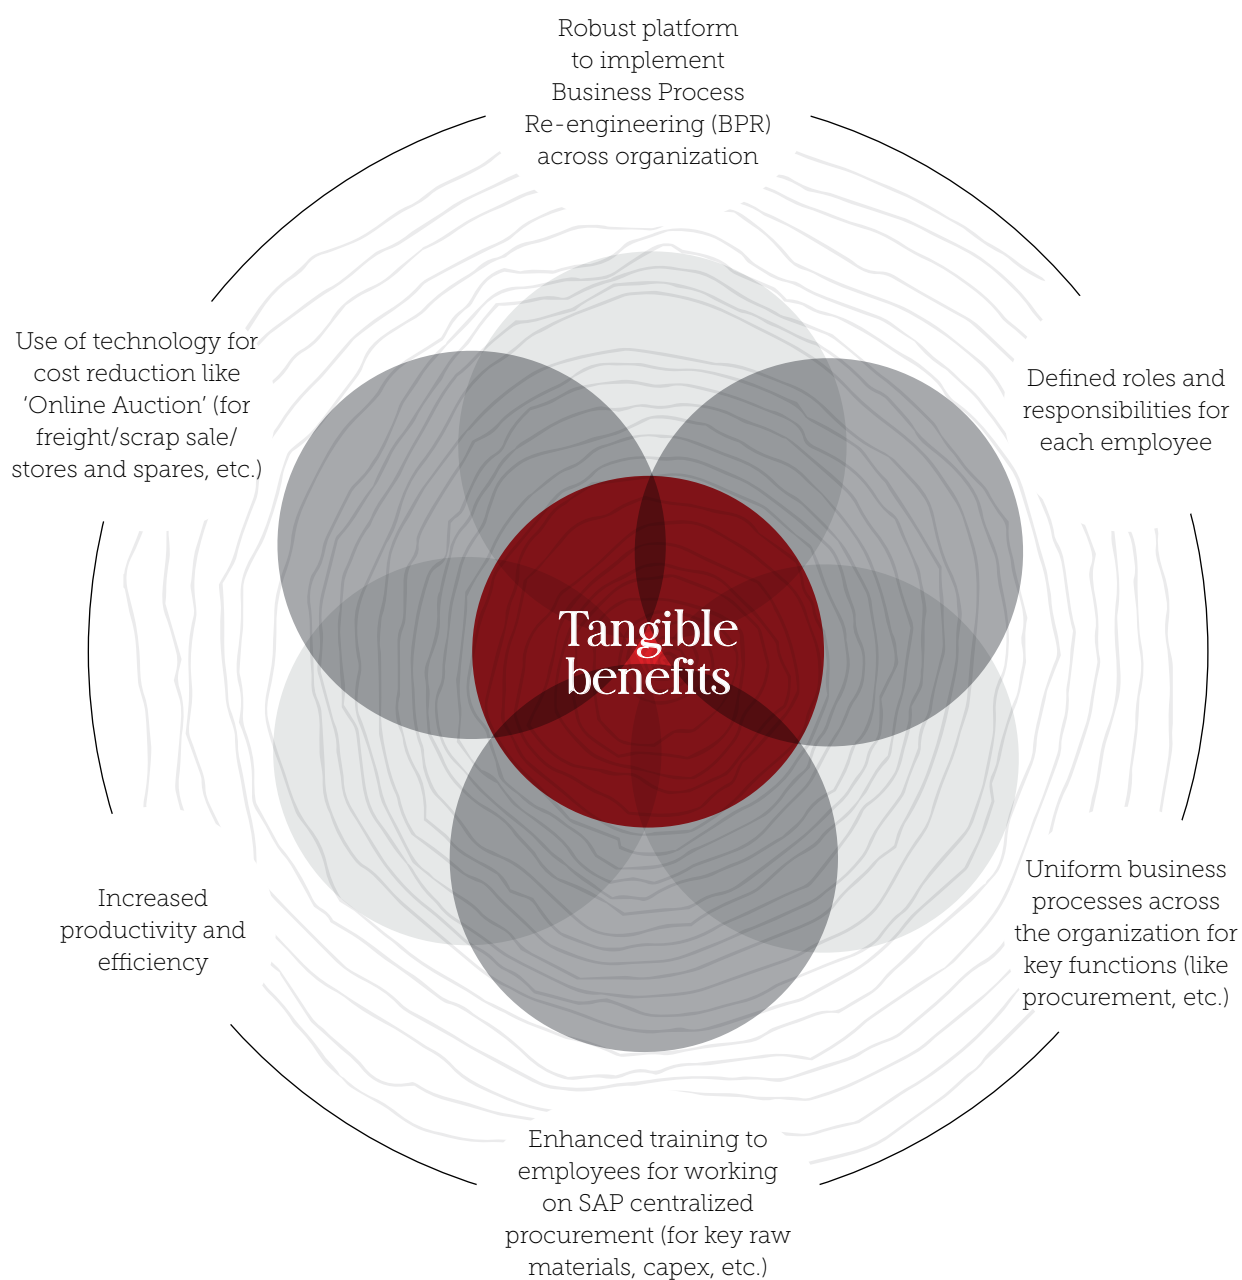 Robust platform
to implement
Business Process
Re-engineering (BPR)
across organization
Use of technology for
cost reduction like
‘Online Auction’ (for
freight/scrap sale/
stores and spares, etc.)
Defined roles and
responsibilities for
each employee
Tangible
benefits
Increased
productivity and
efficiency
Uniform business
processes across
the organization for
key functions (like
procurement, etc.)
Enhanced training to
employees for working
on SAP centralized
procurement (for key raw
materials, capex, etc.)